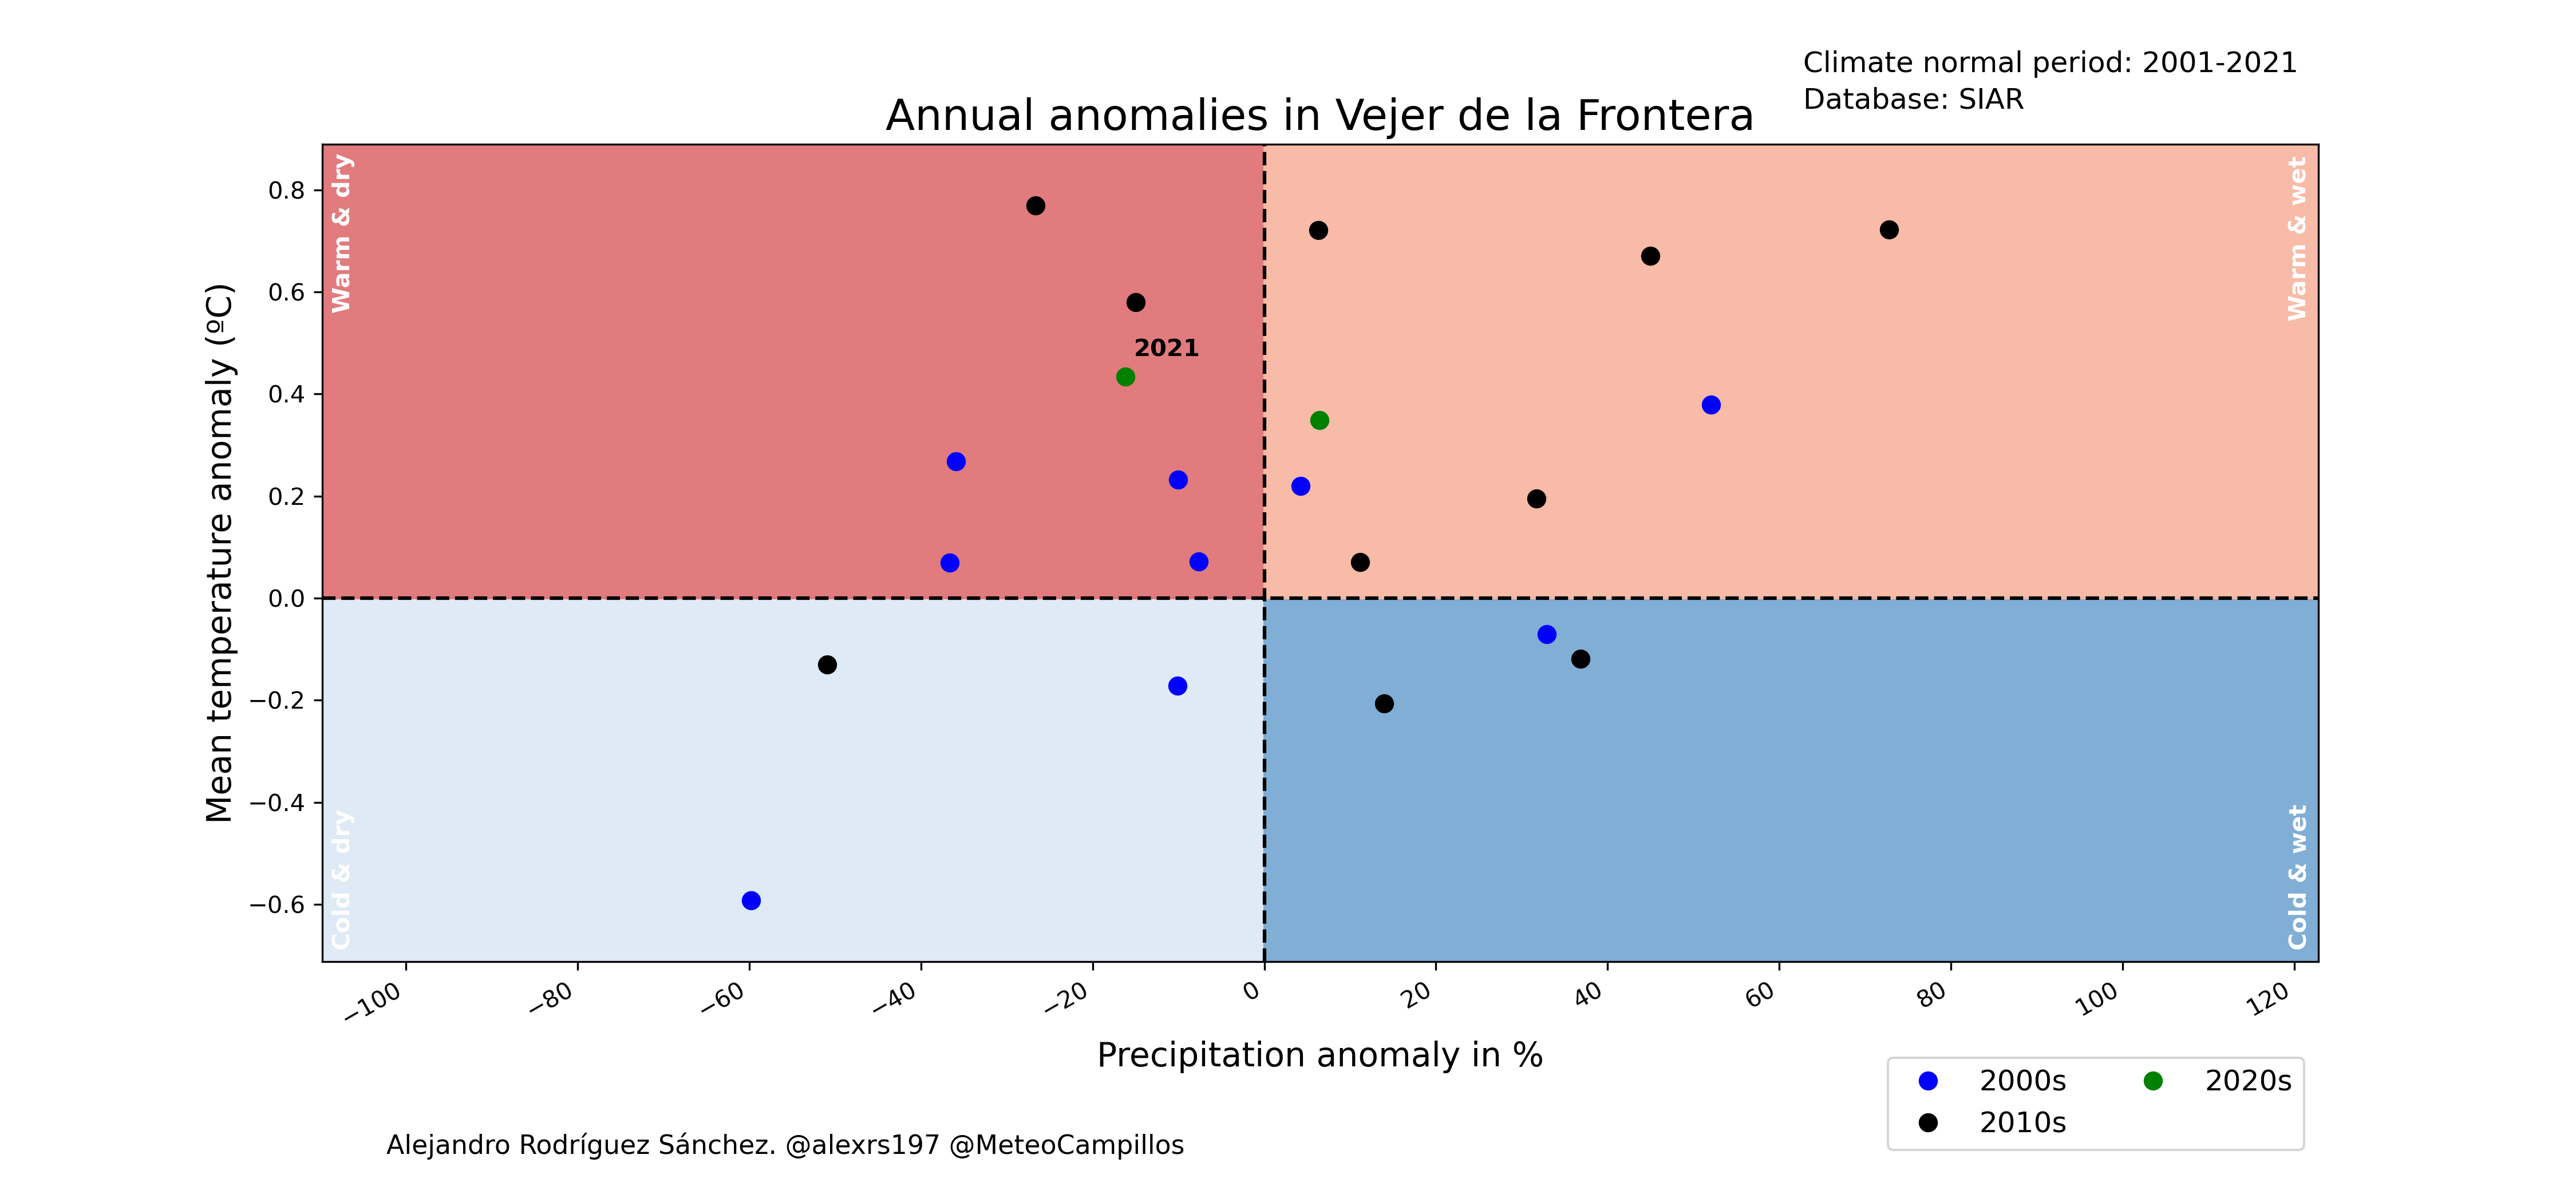 Climate normal period: 2001-2021
Database: SIAR
Annual anomalies in Vejer de la Frontera
Warm & dry
Warm & wet
Mean temperature anomaly (ºC)
0.8
0.6
0.4
0.2
0.0
−0.2
−0.4
−0.6
2021
Cold & dry
Cold & wet
−100
−80
−60
−40
−20
0
20
40
60
80
100
120
Precipitation anomaly in %
2000s
2010s
2020s
Alejandro Rodríguez Sánchez. @alexrs197 @MeteoCampillos